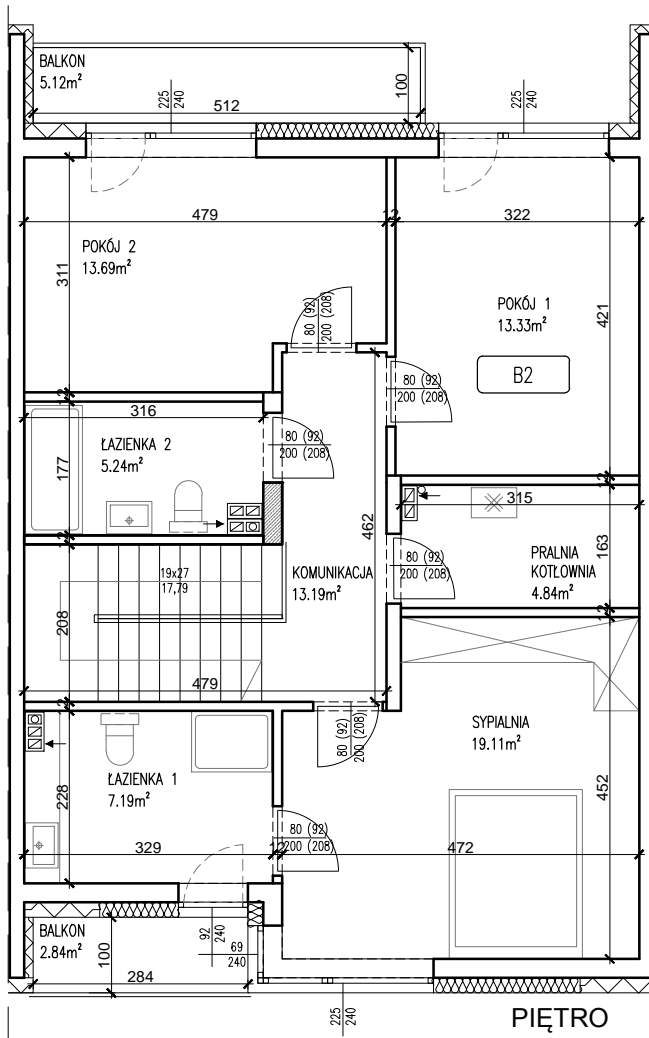 BALKON
5.12m²
100
512
225
240
225
240
479
12
322
POKÓJ 2
13.69m²
311
POKÓJ 1
13.33m²
421
80 (92)
200 (208)
B2
80 (92)
200 (208)
12
316
ŁAZIENKA 2
5.24m²
177
80 (92)
200 (208)
12
315
462
163
PRALNIA
KOTŁOWNIA
4.84m²
80 (92)
200 (208)
12
19x27
17,79
KOMUNIKACJA
13.19m²
208
12
479
12
SYPIALNIA
19.11m²
80 (92)
200 (208)
ŁAZIENKA 1
7.19m²
228
452
80 (92)
200 (208)
329
12
472
BALKON
2.84m²
100
92
240
69
240
284
225
240
PIĘTRO